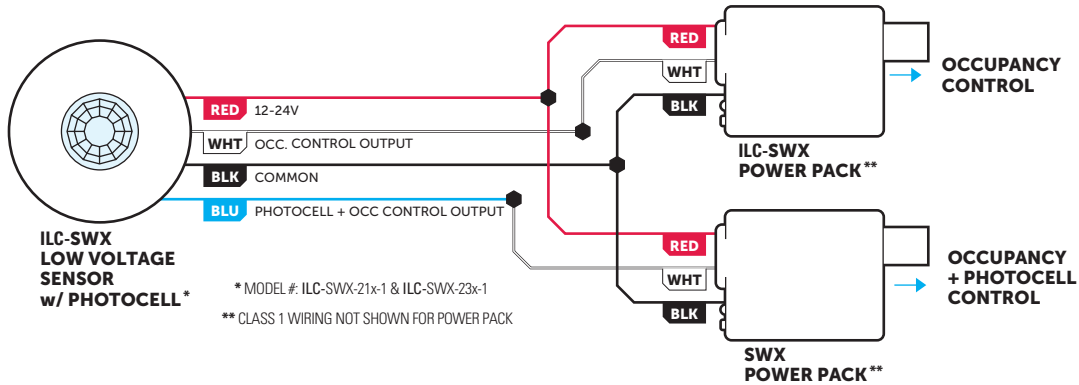 RED 12-24V
WHT OCC. CONTROL OUTPUT
BLK COMMON
BLU PHOTOCELL + OCC CONTROL OUTPUT
ILC-SWX
LOW VOLTAGE
SENSOR
w/ PHOTOCELL*
* MODEL #: ILC-SWX-21x-1 & ILC-SWX-23x-1
** CLASS 1 WIRING NOT SHOWN FOR POWER PACK
RED
WHT
BLK
OCCUPANCY
CONTROL
ILC-SWX
POWER PACK**
RED
WHT
BLK
OCCUPANCY
+ PHOTOCELL
CONTROL
SWX
POWER PACK**